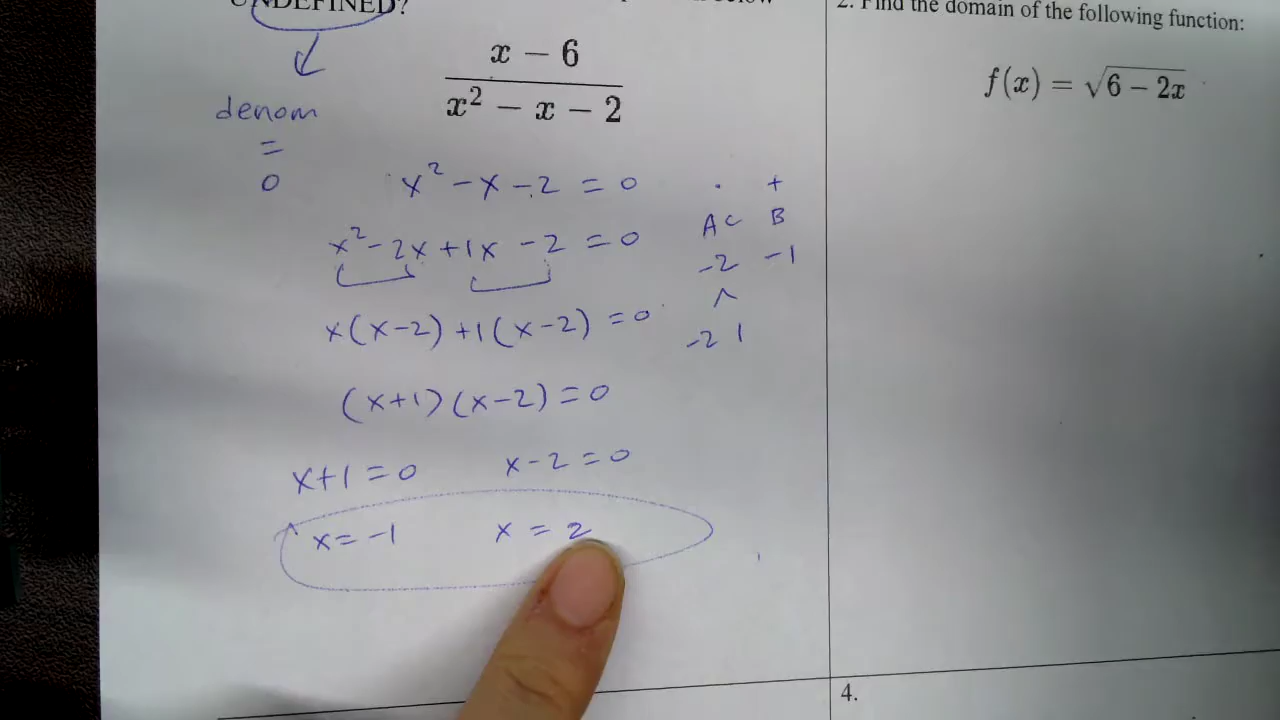 UNDEFINED?
below
x − 6
x² − x − 2
denom
=
0
x² − x − 2 = 0
x² − 2x + 1x − 2 = 0
x(x−2) + 1(x−2) = 0
(x+1)(x−2) = 0
x+1 = 0 x−2 = 0
x = −1 x = 2
· +
AC B
−2 −1
^
−2 1
2. Find the domain of the following function:
f(x) = √6 − 2x
4.